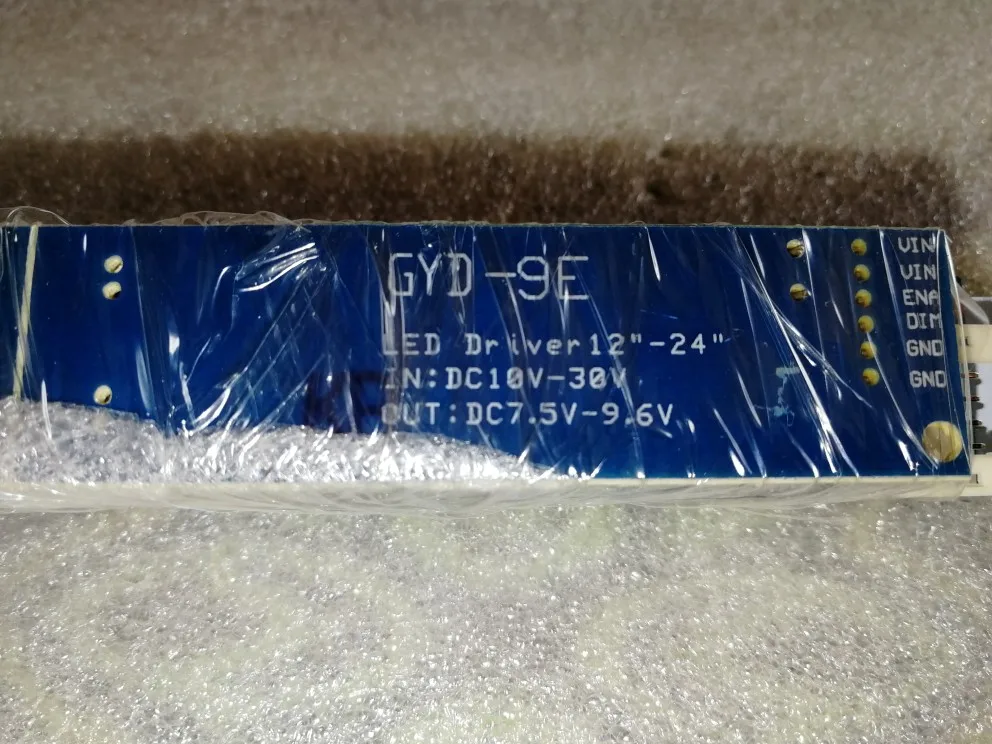 GYD-9E
LED Driver12"-24"
IN:DC10V-30V
OUT:DC7.5V-9.6V
VIN
VIN
ENA
DIM
GND
GND